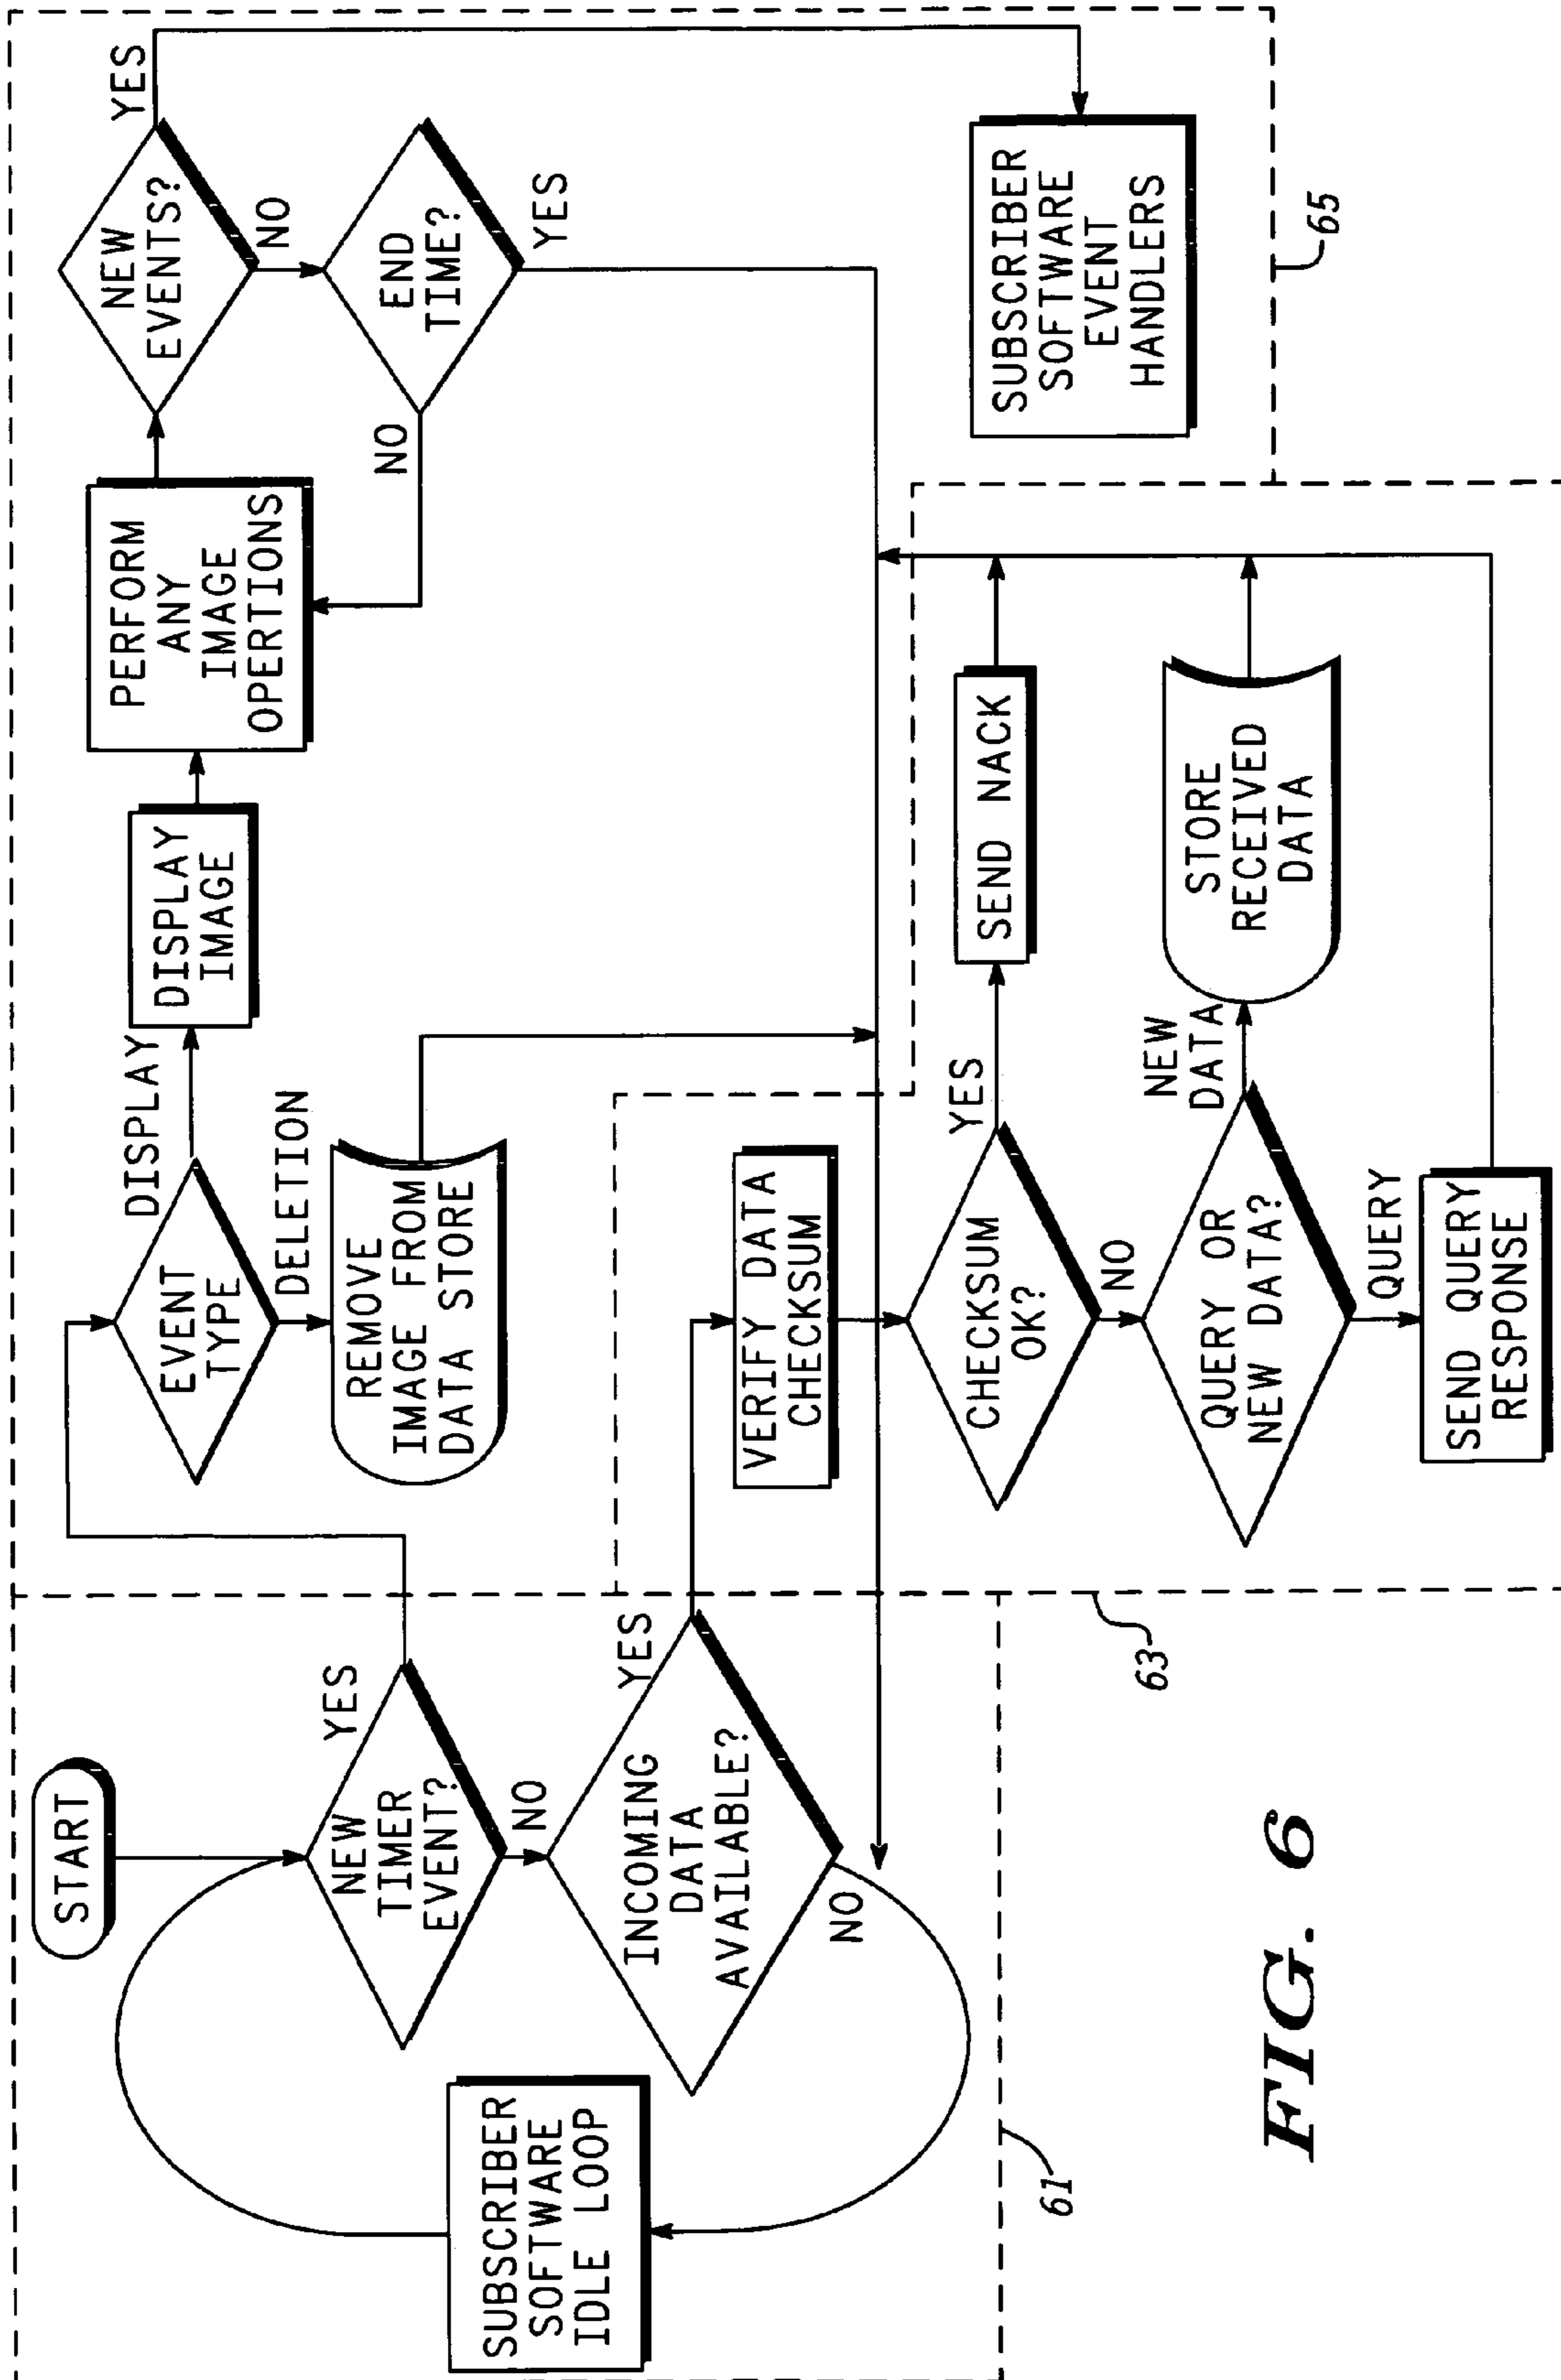 START
NEW
TIMER
EVENT?
YES
NO
INCOMING
DATA
AVAILABLE?
YES
NO
SUBSCRIBER
SOFTWARE
IDLE LOOP
61
EVENT
TYPE
DISPLAY
DELETION
REMOVE
IMAGE FROM
DATA STORE
DISPLAY
IMAGE
PERFORM
ANY
IMAGE
OPERTIONS
NEW
EVENTS?
YES
NO
END
TIME?
NO
YES
SUBSCRIBER
SOFTWARE
EVENT
HANDLERS
65
VERIFY DATA
CHECKSUM
CHECKSUM
OK?
YES
NO
SEND NACK
QUERY OR
NEW DATA?
NEW
DATA
STORE
RECEIVED
DATA
QUERY
SEND QUERY
RESPONSE
63
FIG. 6